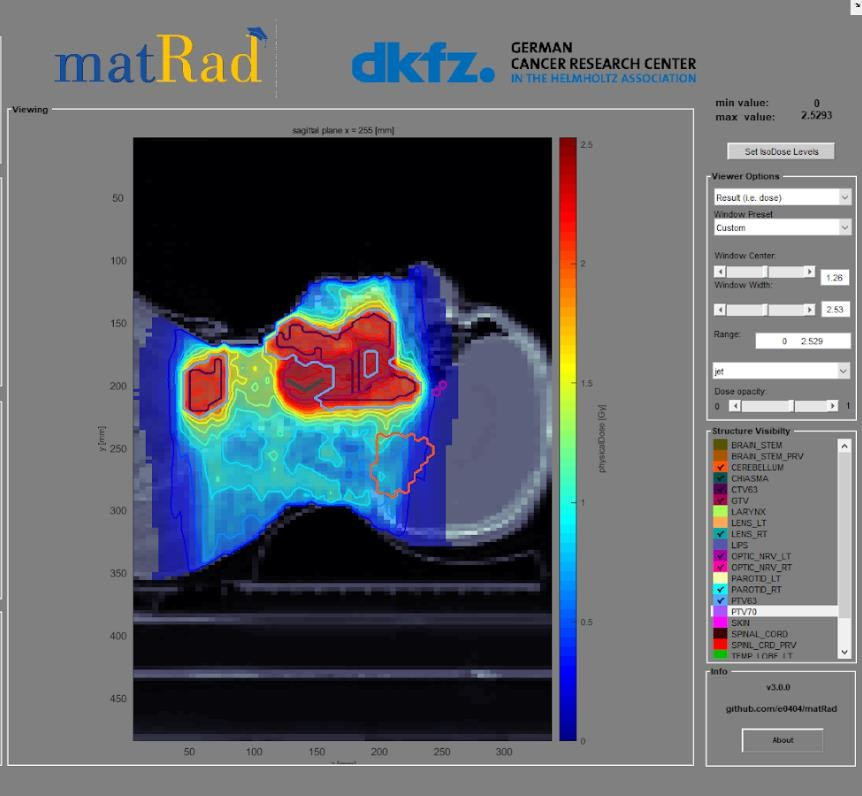 matRad
dkfz.
GERMAN
CANCER RESEARCH CENTER
IN THE HELMHOLTZ ASSOCIATION
Viewing
sagittal plane x = 255 [mm]
50
100
150
200
250
300
350
400
450
y [mm]
50
100
150
200
250
300
2.5
2
1.5
1
0.5
0
physicalDose [Gy]
min value: 0
max value: 2.5293
Set IsoDose Levels
Viewer Options
Result (i.e. dose)
Window Preset
Custom
Window Center:
1.26
Window Width:
2.53
Range: 0 2.529
jet
Dose opacity:
0 1
Structure Visibilty
BRAIN_STEM
BRAIN_STEM_PRV
CEREBELLUM
CHIASMA
CTV63
GTV
LARYNX
LENS_LT
LENS_RT
LIPS
OPTIC_NRV_LT
OPTIC_NRV_RT
PAROTID_LT
PAROTID_RT
PTV63
PTV70
SKIN
SPINAL_CORD
SPINL_CRD_PRV
TEMP_LOBE_LT
Info
v3.0.0
github.com/e0404/matRad
About